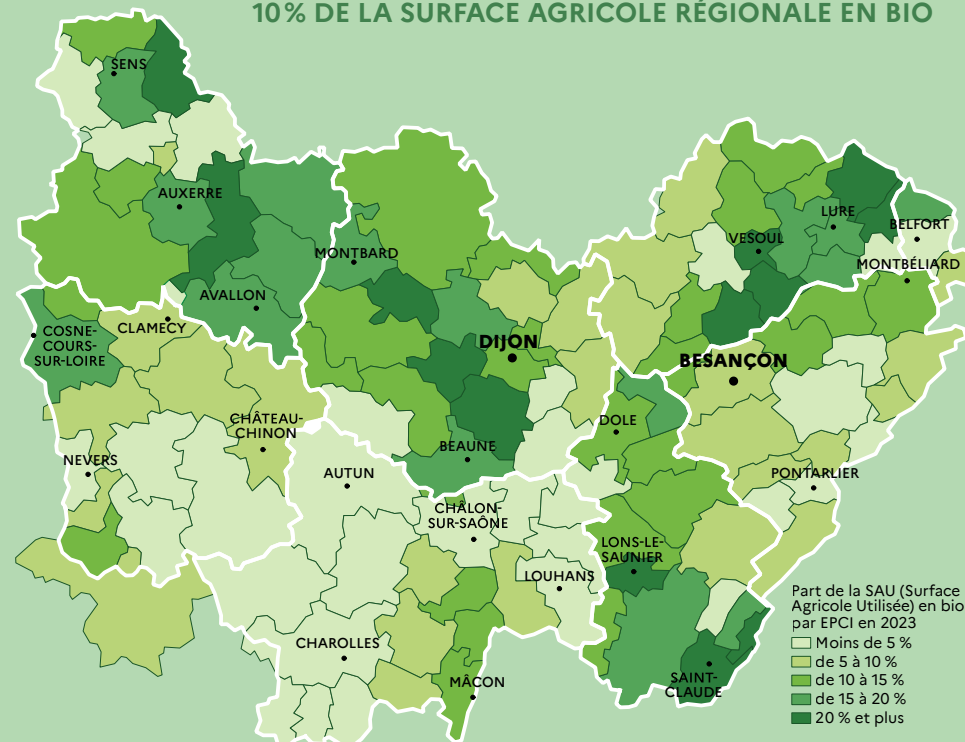 10% DE LA SURFACE AGRICOLE RÉGIONALE EN BIO
SENS
AUXERRE
LURE
BELFORT
VESOUL
MONTBARD
MONTBÉLIARD
AVALLON
CLAMECY
COSNE-
COURS-
SUR-LOIRE
DIJON
BESANÇON
CHÂTEAU-
CHINON
DOLE
BEAUNE
NEVERS
AUTUN
PONTARLIER
CHÂLON-
SUR-SAÔNE
LONS-LE-
SAUNIER
LOUHANS
CHAROLLES
MÂCON
SAINT-
CLAUDE
Part de la SAU (Surface
Agricole Utilisée) en bio
par EPCI en 2023
Moins de 5 %
de 5 à 10 %
de 10 à 15 %
de 15 à 20 %
20 % et plus